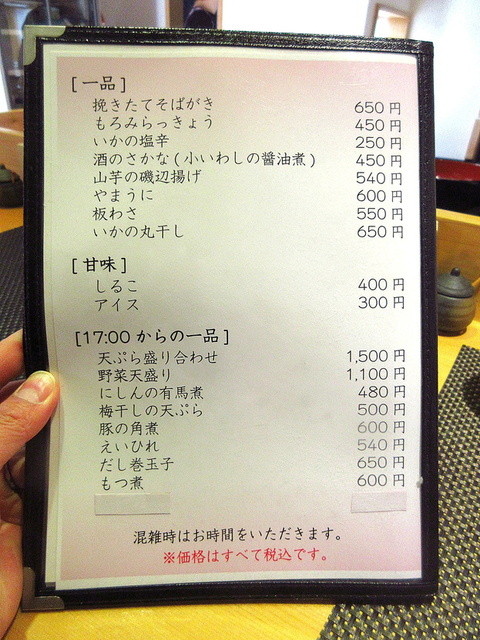 [一品]
挽きたてそばがき 650円
もろみらっきょう 450円
いかの塩辛 250円
酒のさかな(小いわしの醤油煮) 450円
山芋の磯辺揚げ 540円
やまうに 600円
板わさ 550円
いかの丸干し 650円
[甘味]
しるこ 400円
アイス 300円
[17:00 からの一品]
天ぷら盛り合わせ 1,500円
野菜天盛り 1,100円
にしんの有馬煮 480円
梅干しの天ぷら 500円
豚の角煮 600円
えいひれ 540円
だし巻玉子 650円
もつ煮 600円
混雑時はお時間をいただきます。
※価格はすべて税込です。